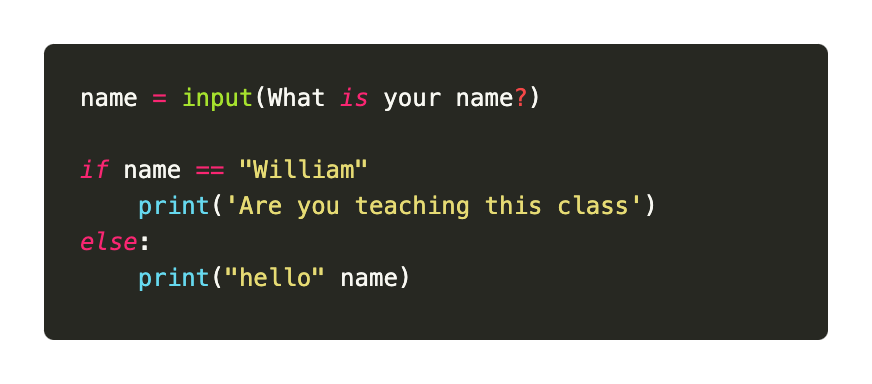 name = input(What is your name?)

if name == "William"
    print('Are you teaching this class')
else:
    print("hello" name)